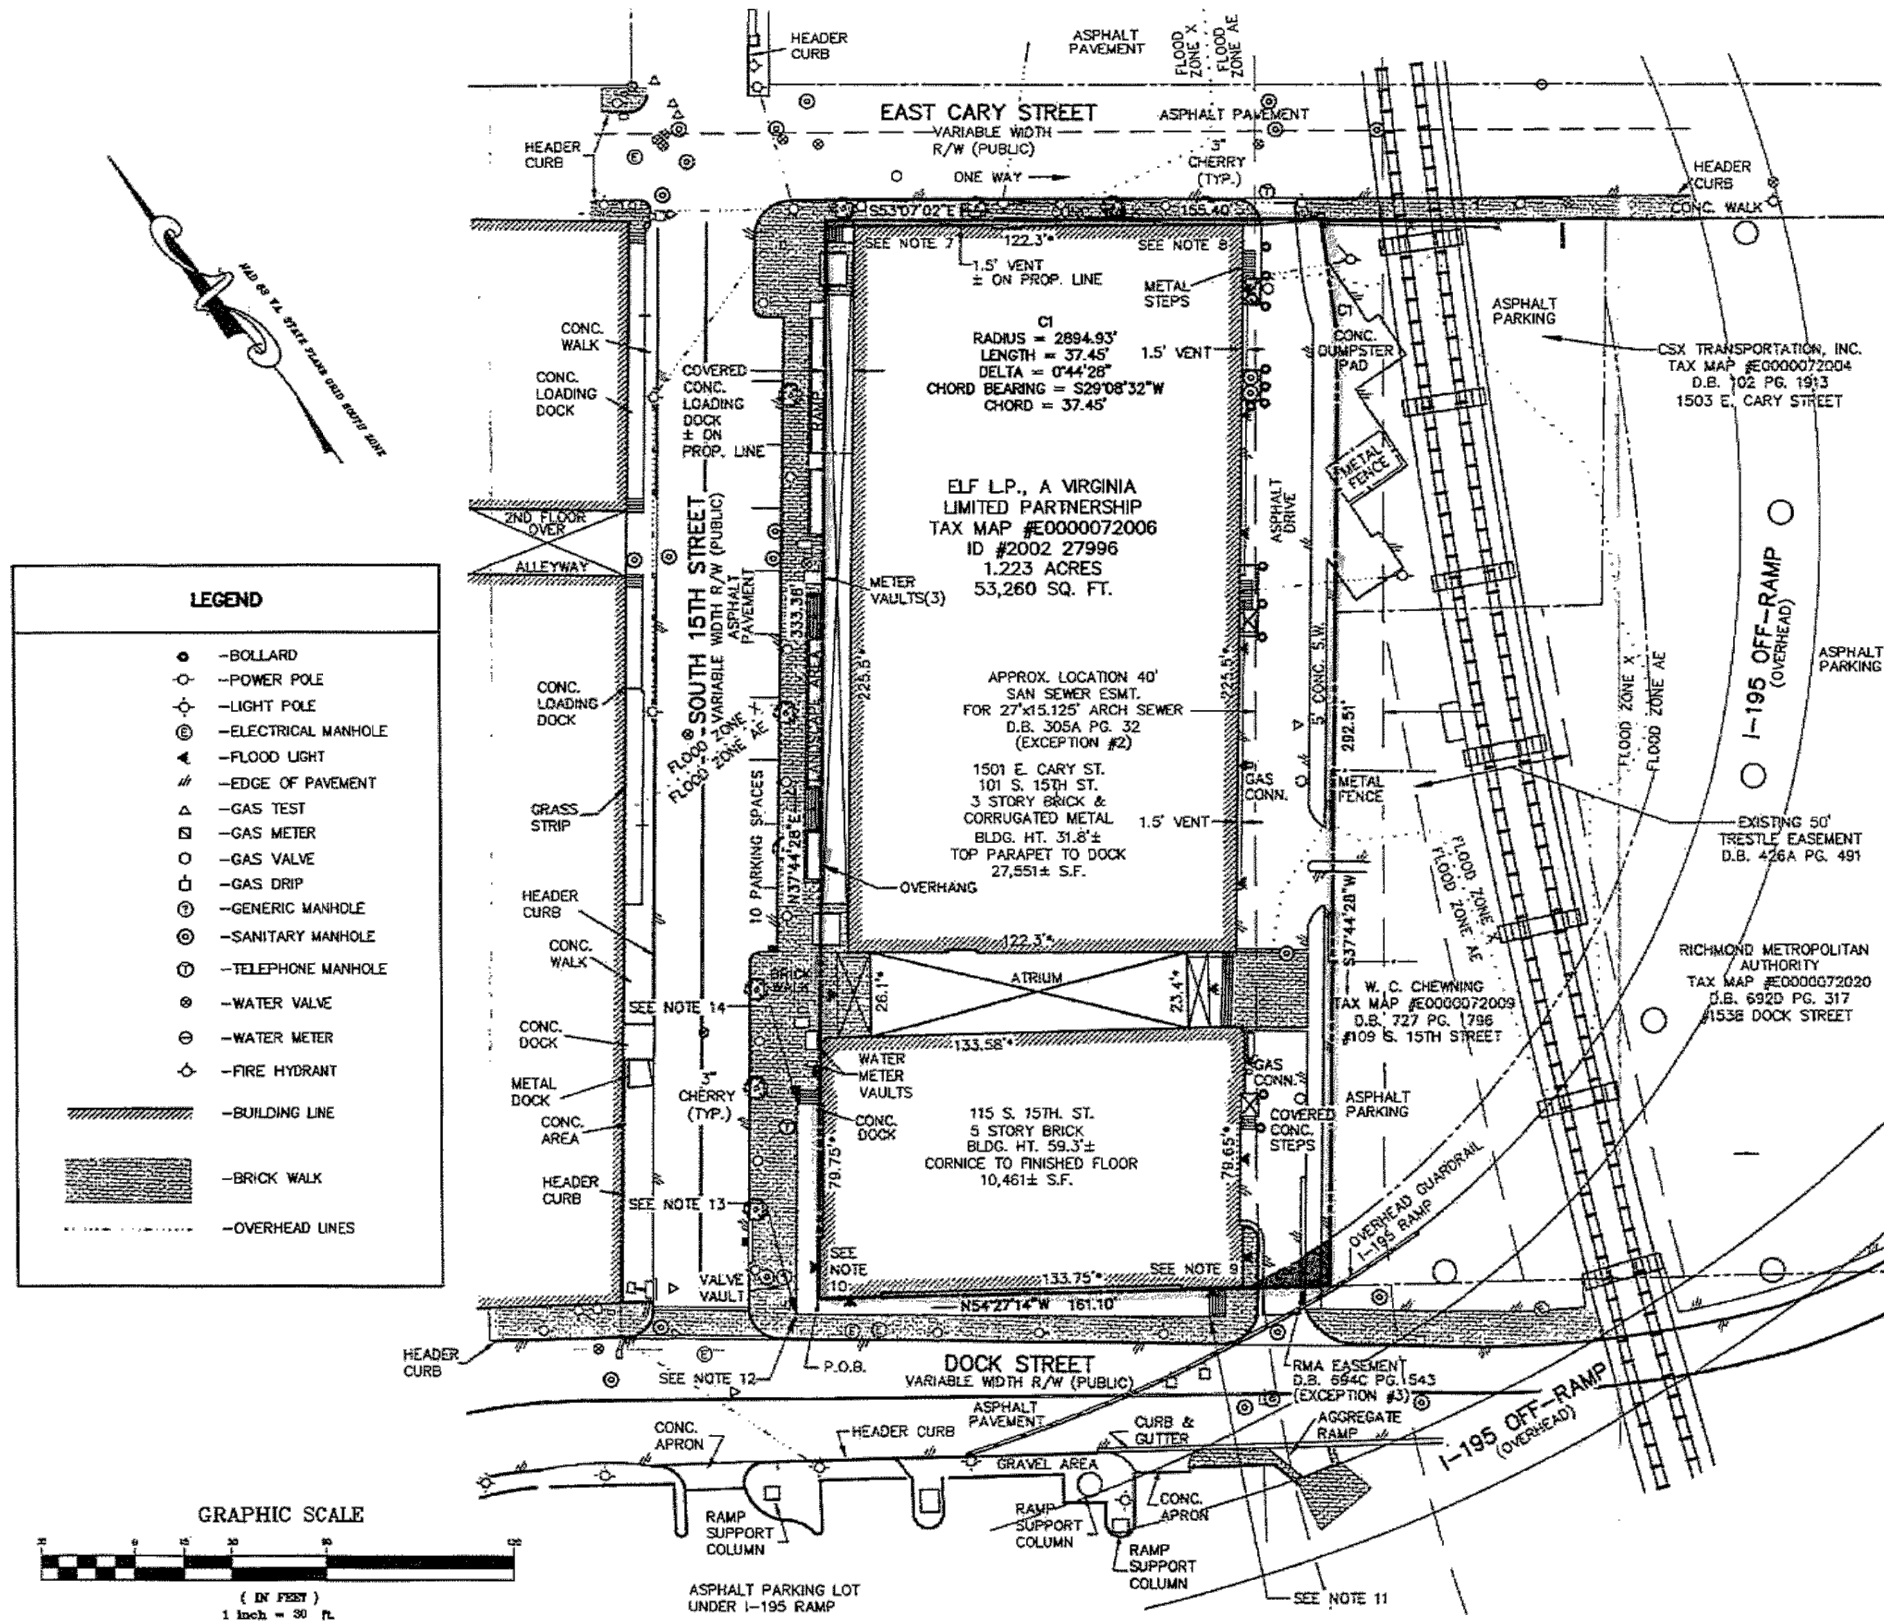 HEADER
CURB
ASPHALT
PAVEMENT
FLOOD
ZONE X
FLOOD
ZONE AE
EAST CARY STREET
VARIABLE WIDTH
R/W (PUBLIC)
ASPHALT PAVEMENT
3"
CHERRY
(TYP.)
ONE WAY
HEADER
CURB
HEADER
CURB
CONC. WALK
NAD 83 VA. STATE PLANE GRID SOUTH ZONE
S53°07'02"E
155.40'
SEE NOTE 7
122.3'*
SEE NOTE 8
1.5' VENT
± ON PROP. LINE
METAL
STEPS
C1
RADIUS = 2894.93'
LENGTH = 37.45'
DELTA = 0°44'28"
CHORD BEARING = S29°08'32"W
CHORD = 37.45'
1.5' VENT
C1
CONC.
DUMPSTER
PAD
ASPHALT
PARKING
CSX TRANSPORTATION, INC.
TAX MAP #E0000072004
D.B. 102 PG. 1913
1503 E. CARY STREET
CONC.
WALK
CONC.
LOADING
DOCK
COVERED
CONC.
LOADING
DOCK
± ON
PROP. LINE
RAMP
METAL
FENCE
ELF L.P., A VIRGINIA
LIMITED PARTNERSHIP
TAX MAP #E0000072006
ID #2002 27996
1.223 ACRES
53,260 SQ. FT.
ASPHALT
DRIVE
2ND FLOOR
OVER
ALLEYWAY
SOUTH 15TH STREET
VARIABLE WIDTH R/W (PUBLIC)
ASPHALT
PAVEMENT
333.38'
N37°44'28"E
METER
VAULTS(3)
LANDSCAPE AREA
225.5'
225.5'
I-195 OFF-RAMP
(OVERHEAD)
ASPHALT
PARKING
LEGEND
-BOLLARD
-POWER POLE
-LIGHT POLE
-ELECTRICAL MANHOLE
-FLOOD LIGHT
-EDGE OF PAVEMENT
-GAS TEST
-GAS METER
-GAS VALVE
-GAS DRIP
-GENERIC MANHOLE
-SANITARY MANHOLE
-TELEPHONE MANHOLE
-WATER VALVE
-WATER METER
-FIRE HYDRANT
-BUILDING LINE
-BRICK WALK
-OVERHEAD LINES
CONC.
LOADING
DOCK
FLOOD ZONE X
FLOOD ZONE AE
10 PARKING SPACES
APPROX. LOCATION 40'
SAN SEWER ESMT.
FOR 27'x15.125' ARCH SEWER
D.B. 305A PG. 32
(EXCEPTION #2)
5' CONC. S.W.
292.51'
S37°44'28"W
FLOOD ZONE X
FLOOD ZONE AE
1501 E. CARY ST.
101 S. 15TH ST.
3 STORY BRICK &
CORRUGATED METAL
BLDG. HT. 31.8'±
TOP PARAPET TO DOCK
27,551± S.F.
1.5' VENT
GAS
CONN.
METAL
FENCE
EXISTING 50'
TRESTLE EASEMENT
D.B. 426A PG. 491
GRASS
STRIP
OVERHANG
HEADER
CURB
CONC.
WALK
FLOOD ZONE X
FLOOD ZONE AE
122.3'*
BRICK
WALK
26.1'*
ATRIUM
23.4'*
RICHMOND METROPOLITAN
AUTHORITY
TAX MAP #E0000072020
D.B. 692D PG. 317
1538 DOCK STREET
W. C. CHEWNING
TAX MAP #E0000072009
D.B. 727 PG. 1796
#109 S. 15TH STREET
SEE NOTE 14
CONC.
DOCK
133.58'*
WATER
METER
VAULTS
GAS
CONN.
METAL
DOCK
3"
CHERRY
(TYP.)
CONC.
DOCK
CONC.
AREA
115 S. 15TH. ST.
5 STORY BRICK
BLDG. HT. 59.3'±
CORNICE TO FINISHED FLOOR
10,461± S.F.
79.75'*
79.65'*
COVERED
CONC.
STEPS
ASPHALT
PARKING
HEADER
CURB
SEE NOTE 13
OVERHEAD GUARDRAIL
I-195 RAMP
SEE
NOTE
10
SEE NOTE 9
VALVE
VAULT
133.75'*
N54°27'14"W 161.10'
HEADER
CURB
P.O.B.
SEE NOTE 12
DOCK STREET
VARIABLE WIDTH R/W (PUBLIC)
RMA EASEMENT
D.B. 694C PG. 543
(EXCEPTION #3)
ASPHALT
PAVEMENT
CONC.
APRON
HEADER CURB
CURB &
GUTTER
AGGREGATE
RAMP
I-195 OFF-RAMP
(OVERHEAD)
GRAVEL AREA
RAMP
SUPPORT
COLUMN
RAMP
SUPPORT
COLUMN
CONC.
APRON
RAMP
SUPPORT
COLUMN
SEE NOTE 11
ASPHALT PARKING LOT
UNDER I-195 RAMP
GRAPHIC SCALE
30 0 15 30 60 120
( IN FEET )
1 inch = 30 ft.